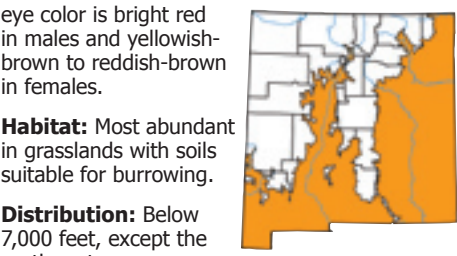 eye color is bright red
in males and yellowish-
brown to reddish-brown
in females.
Habitat: Most abundant
in grasslands with soils
suitable for burrowing.
Distribution: Below
7,000 feet, except the